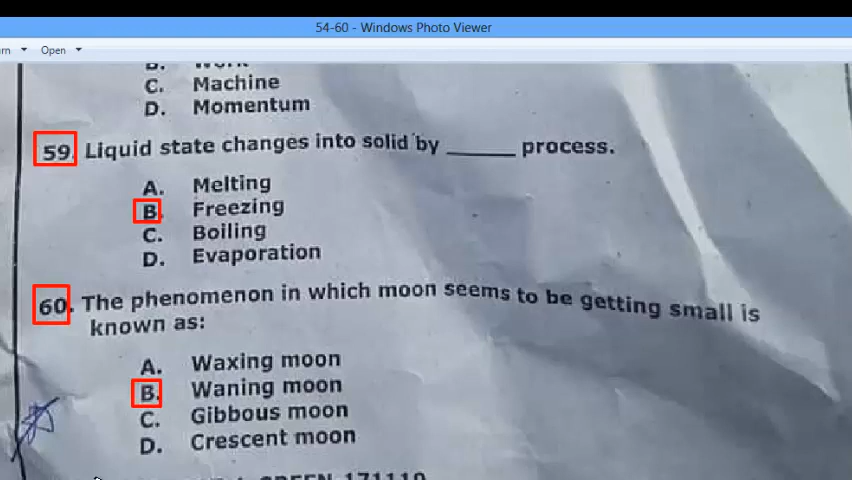 54-60 - Windows Photo Viewer
Open
C. Machine
D. Momentum
59. Liquid state changes into solid by ______ process.
A. Melting
B. Freezing
C. Boiling
D. Evaporation
60. The phenomenon in which moon seems to be getting small is
known as:
A. Waxing moon
B. Waning moon
C. Gibbous moon
D. Crescent moon